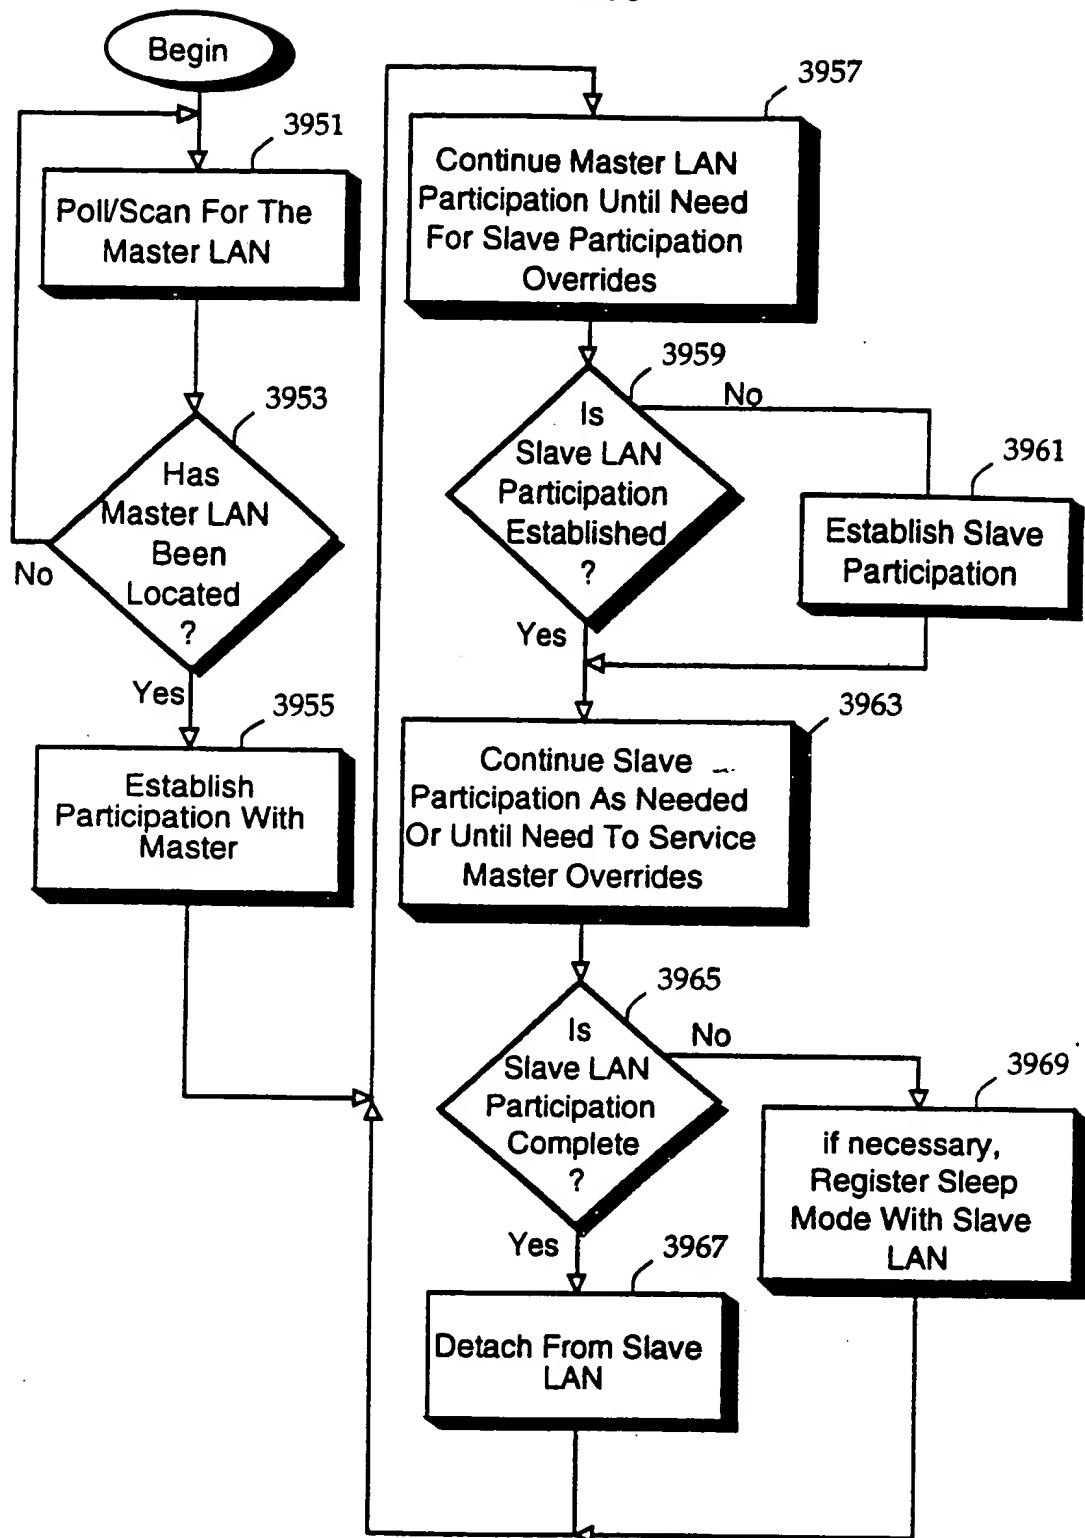 Begin
3951
Poll/Scan For The
Master LAN
3953
Has
Master LAN
Been
Located
?
No
Yes
3955
Establish
Participation With
Master
3957
Continue Master LAN
Participation Until Need
For Slave Participation
Overrides
3959
Is
Slave LAN
Participation
Established
?
No
Yes
3961
Establish Slave
Participation
3963
Continue Slave
Participation As Needed
Or Until Need To Service
Master Overrides
3965
Is
Slave LAN
Participation
Complete
?
No
Yes
3967
Detach From Slave
LAN
3969
if necessary,
Register Sleep
Mode With Slave
LAN